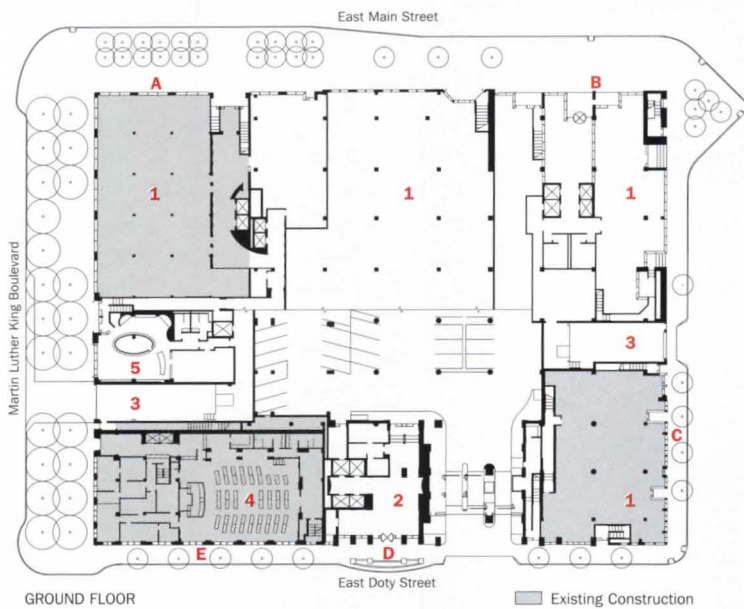 East Main Street
A
B
1
1
1
Martin Luther King Boulevard
5
3
3
C
4
2
1
E
D
East Doty Street
GROUND FLOOR
Existing Construction